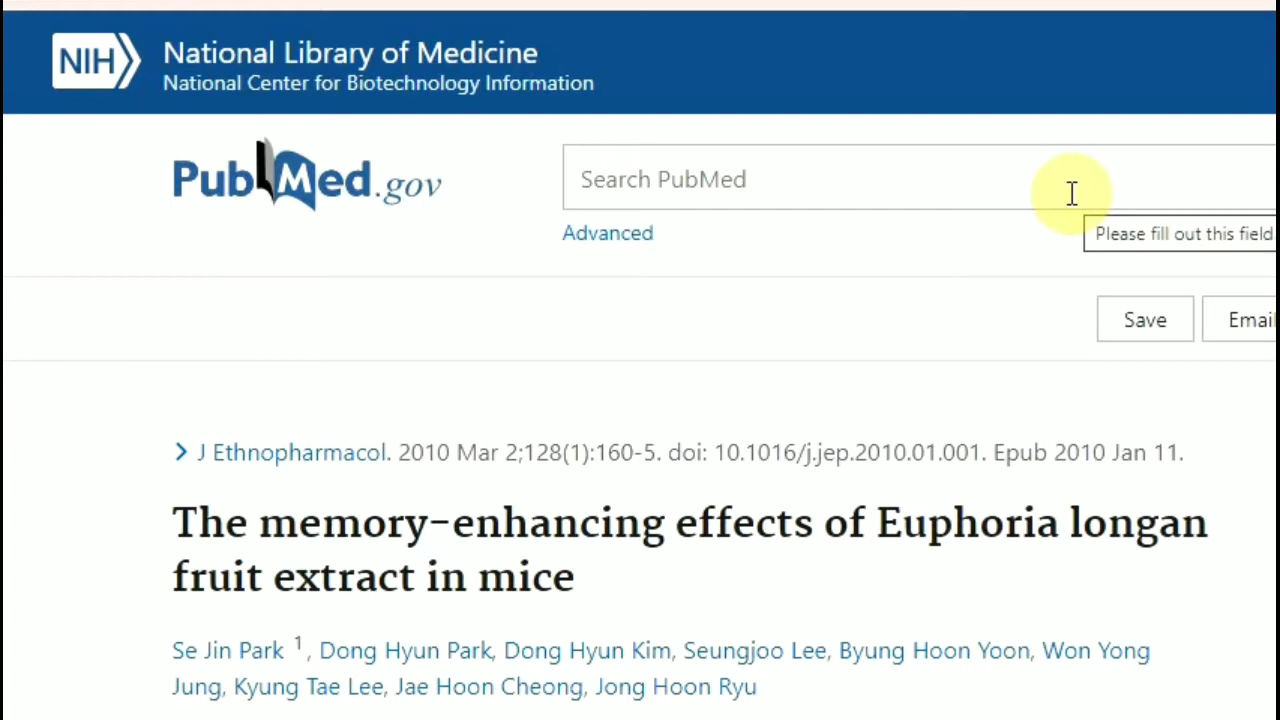 NIH
National Library of Medicine
National Center for Biotechnology Information
PubMed.gov
Search PubMed
Advanced
Please fill out this field
Save
Email
J Ethnopharmacol. 2010 Mar 2;128(1):160-5. doi: 10.1016/j.jep.2010.01.001. Epub 2010 Jan 11.
The memory-enhancing effects of Euphoria longan
fruit extract in mice
Se Jin Park 1, Dong Hyun Park, Dong Hyun Kim, Seungjoo Lee, Byung Hoon Yoon, Won Yong
Jung, Kyung Tae Lee, Jae Hoon Cheong, Jong Hoon Ryu